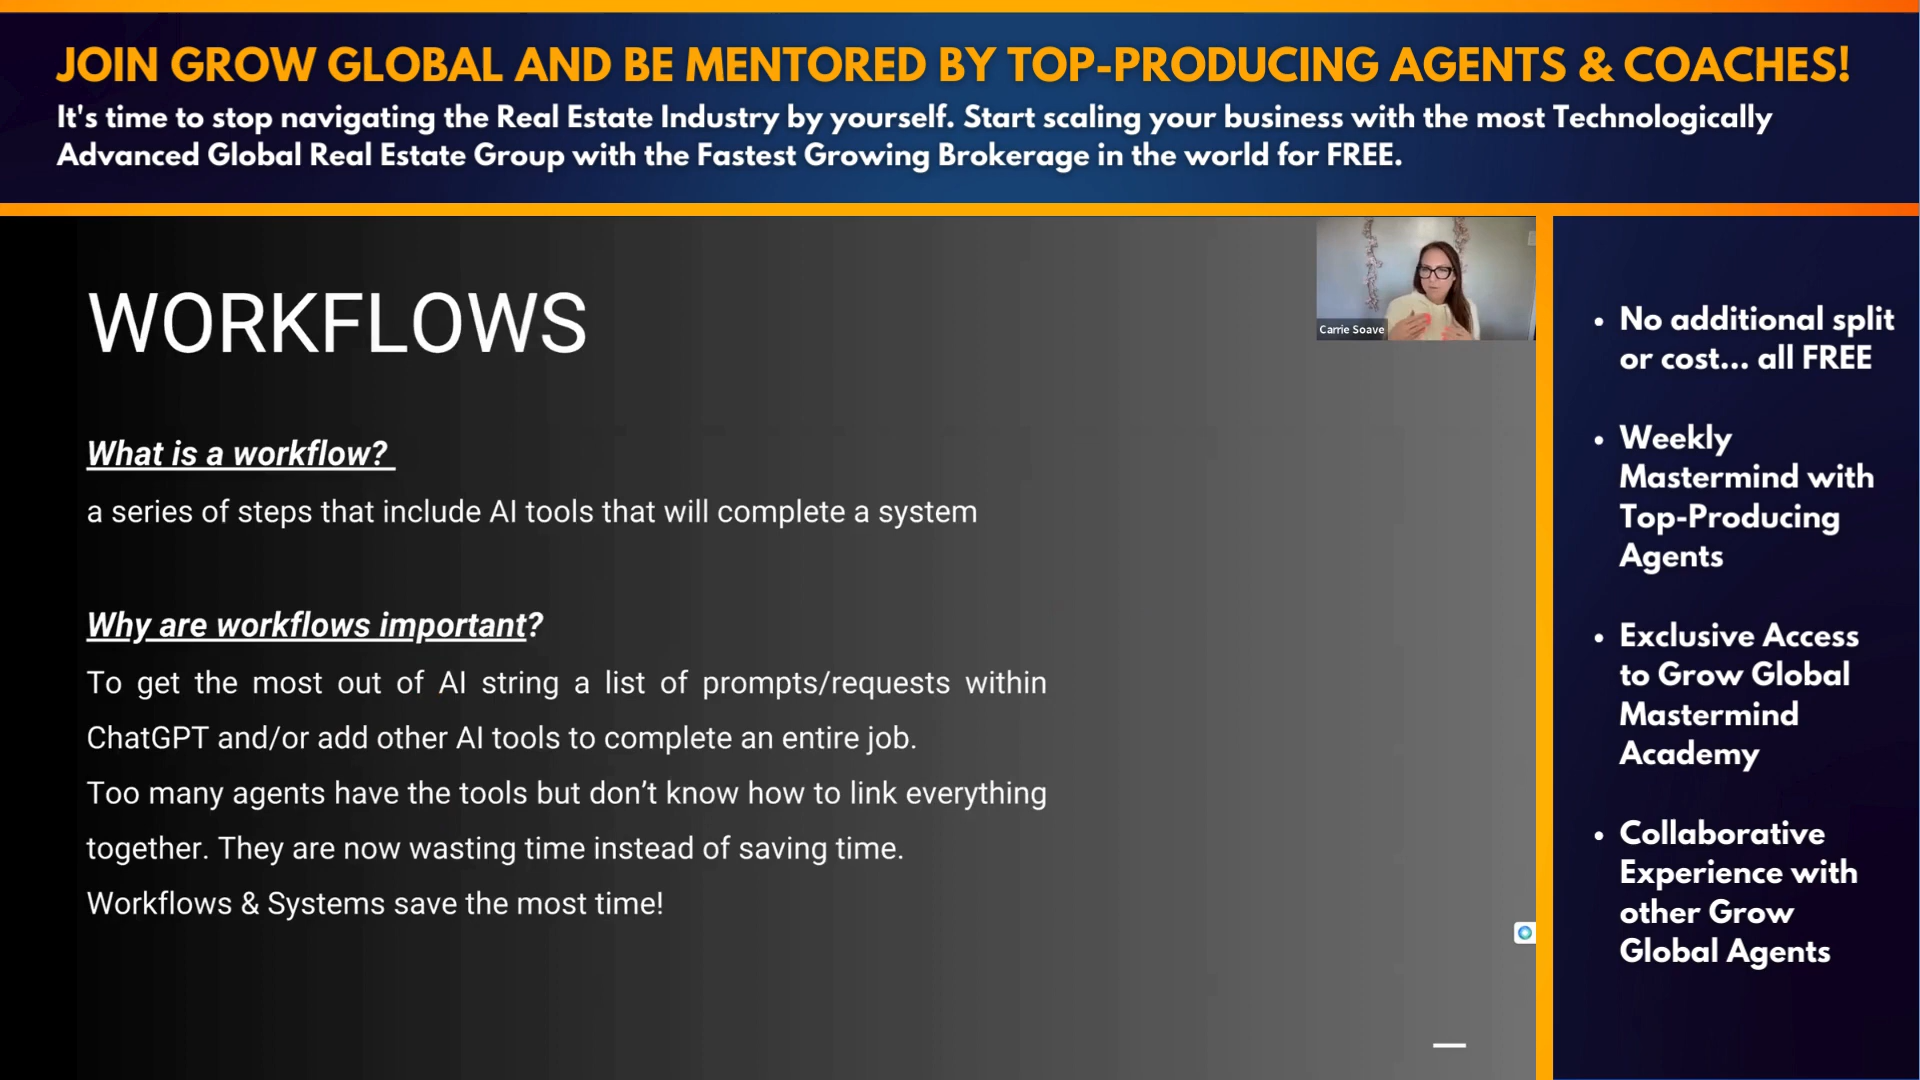 JOIN GROW GLOBAL AND BE MENTORED BY TOP-PRODUCING AGENTS & COACHES!
It's time to stop navigating the Real Estate Industry by yourself. Start scaling your business with the most Technologically
Advanced Global Real Estate Group with the Fastest Growing Brokerage in the world for FREE.
WORKFLOWS
What is a workflow?
a series of steps that include AI tools that will complete a system
Why are workflows important?
To get the most out of AI string a list of prompts/requests within
ChatGPT and/or add other AI tools to complete an entire job.
Too many agents have the tools but don’t know how to link everything
together. They are now wasting time instead of saving time.
Workflows & Systems save the most time!
Carrie Soave
• No additional split
or cost... all FREE
• Weekly
Mastermind with
Top-Producing
Agents
• Exclusive Access
to Grow Global
Mastermind
Academy
• Collaborative
Experience with
other Grow
Global Agents